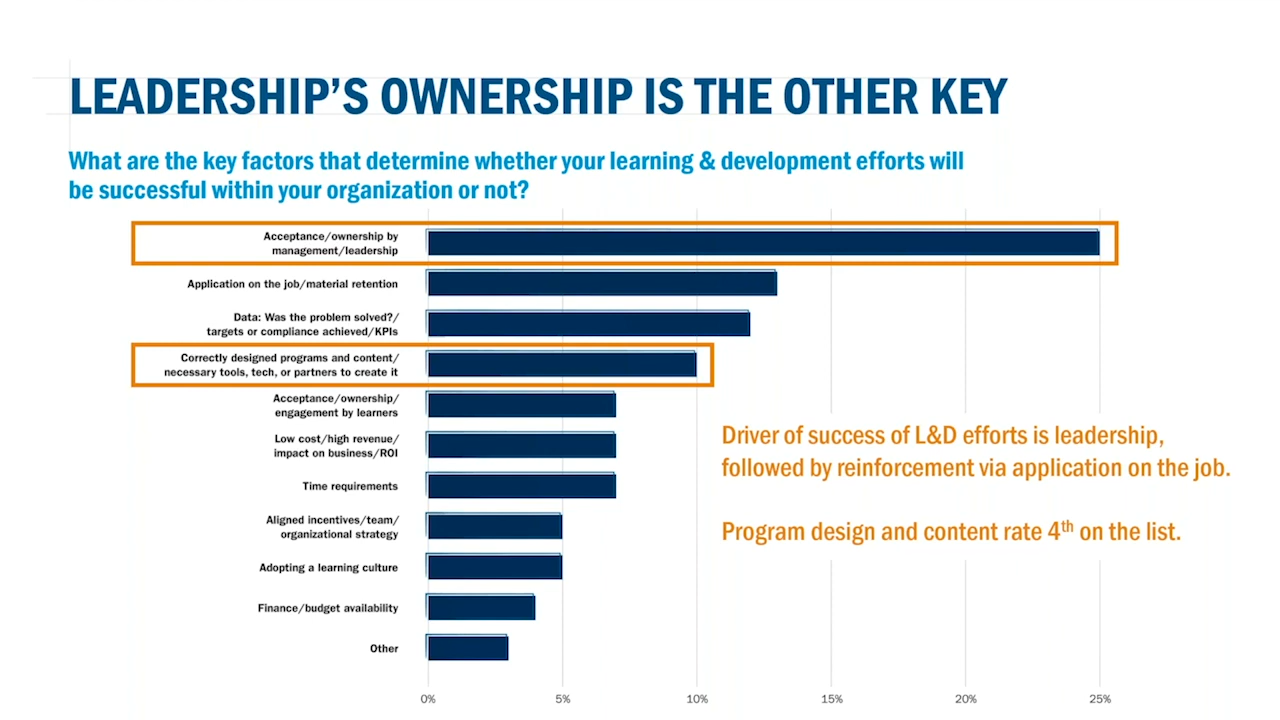 LEADERSHIP’S OWNERSHIP IS THE OTHER KEY
What are the key factors that determine whether your learning & development efforts will
be successful within your organization or not?
Acceptance/ownership by
management/leadership
Application on the job/material retention
Data: Was the problem solved?/
targets or compliance achieved/KPIs
Correctly designed programs and content/
necessary tools, tech, or partners to create it
Acceptance/ownership/
engagement by learners
Low cost/high revenue/
impact on business/ROI
Time requirements
Aligned incentives/team/
organizational strategy
Adopting a learning culture
Finance/budget availability
Other
0% 5% 10% 15% 20% 25%
Driver of success of L&D efforts is leadership,
followed by reinforcement via application on the job.
Program design and content rate 4th on the list.